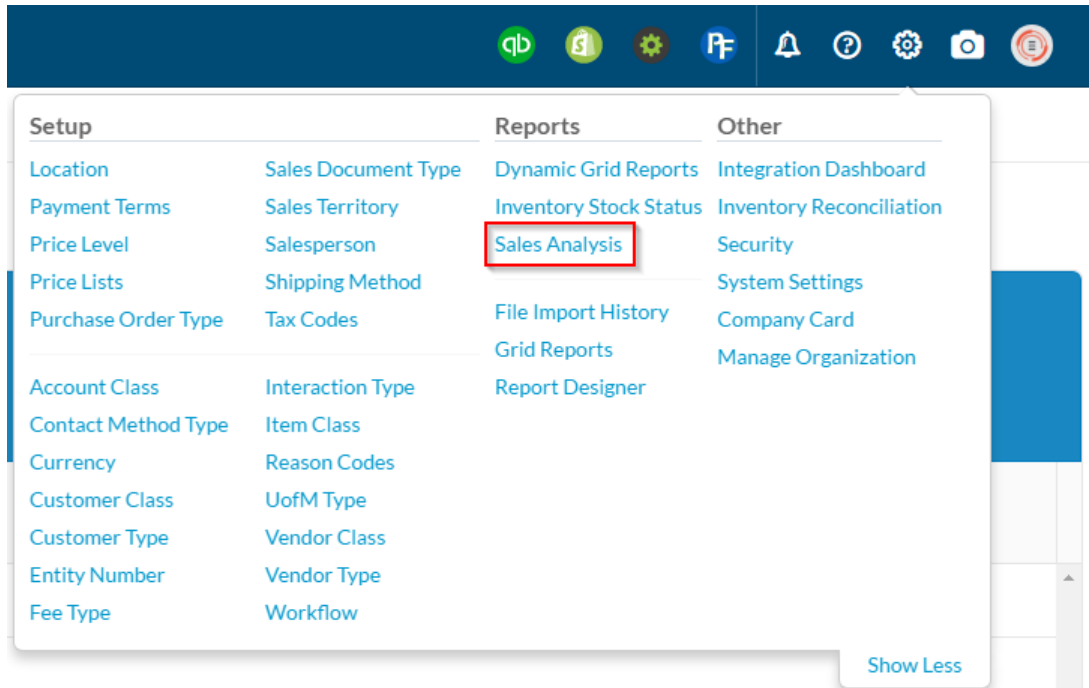 qb
S
PF
Setup
Location
Payment Terms
Price Level
Price Lists
Purchase Order Type
Sales Document Type
Sales Territory
Salesperson
Shipping Method
Tax Codes
Account Class
Contact Method Type
Currency
Customer Class
Customer Type
Entity Number
Fee Type
Interaction Type
Item Class
Reason Codes
UofM Type
Vendor Class
Vendor Type
Workflow
Reports
Dynamic Grid Reports
Inventory Stock Status
Sales Analysis
File Import History
Grid Reports
Report Designer
Other
Integration Dashboard
Inventory Reconciliation
Security
System Settings
Company Card
Manage Organization
Show Less